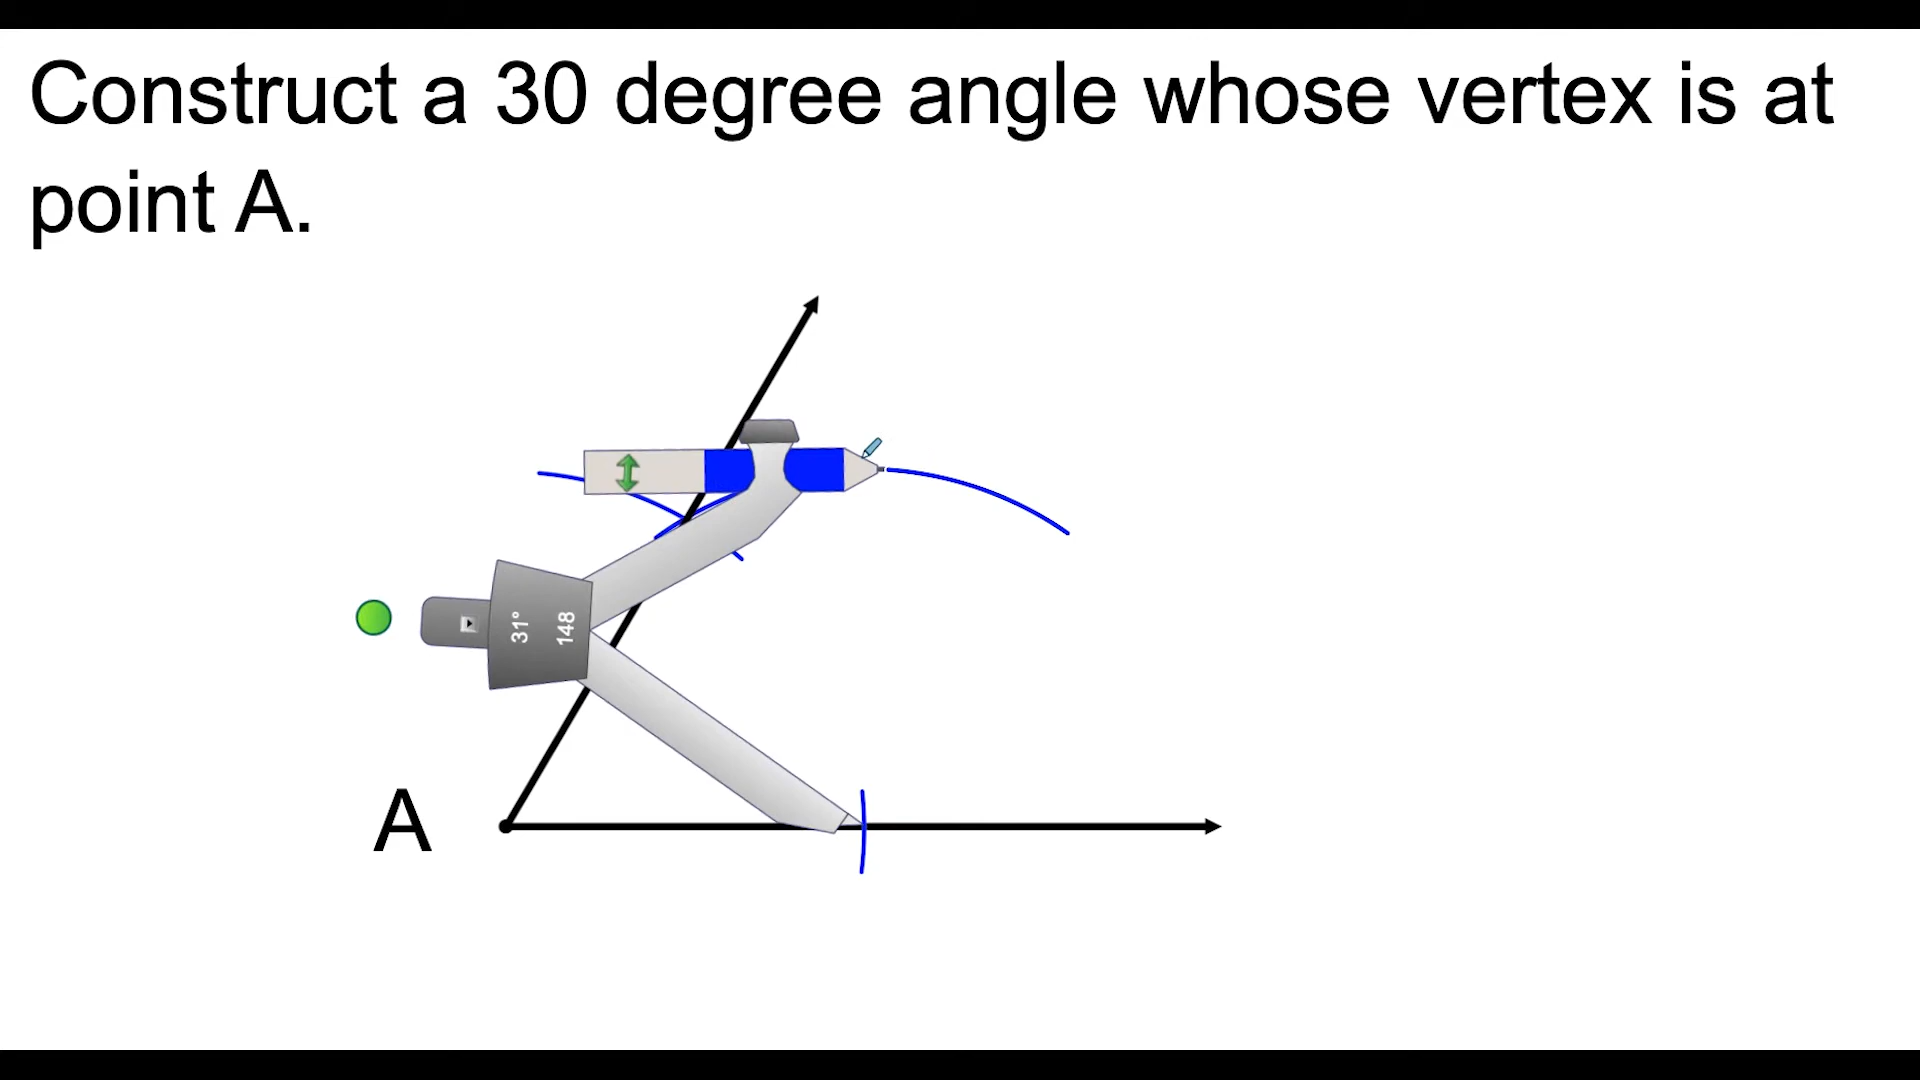 Construct a 30 degree angle whose vertex is at
point A.
31°
148
A